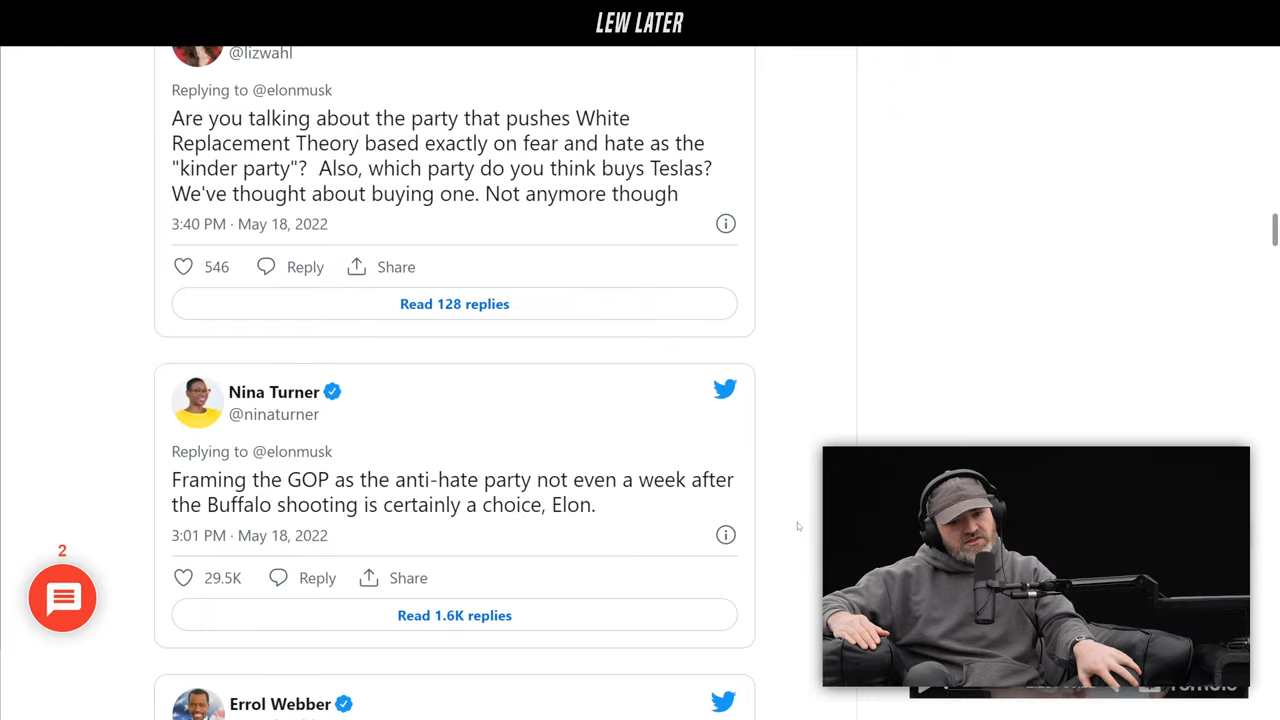 LEW LATER
@lizwahl
Replying to @elonmusk
Are you talking about the party that pushes White
Replacement Theory based exactly on fear and hate as the
"kinder party"?  Also, which party do you think buys Teslas?
We've thought about buying one. Not anymore though
3:40 PM · May 18, 2022
546 Reply Share
Read 128 replies
Nina Turner
@ninaturner
Replying to @elonmusk
Framing the GOP as the anti-hate party not even a week after
the Buffalo shooting is certainly a choice, Elon.
3:01 PM · May 18, 2022
29.5K Reply Share
Read 1.6K replies
2
Errol Webber